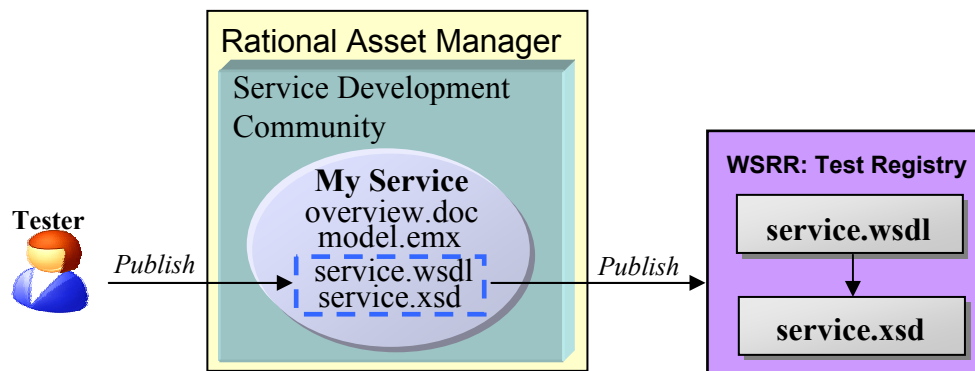 Rational Asset Manager
Service Development
Community
My Service
overview.doc
model.emx
service.wsdl
service.xsd
Tester
Publish
Publish
WSRR: Test Registry
service.wsdl
service.xsd